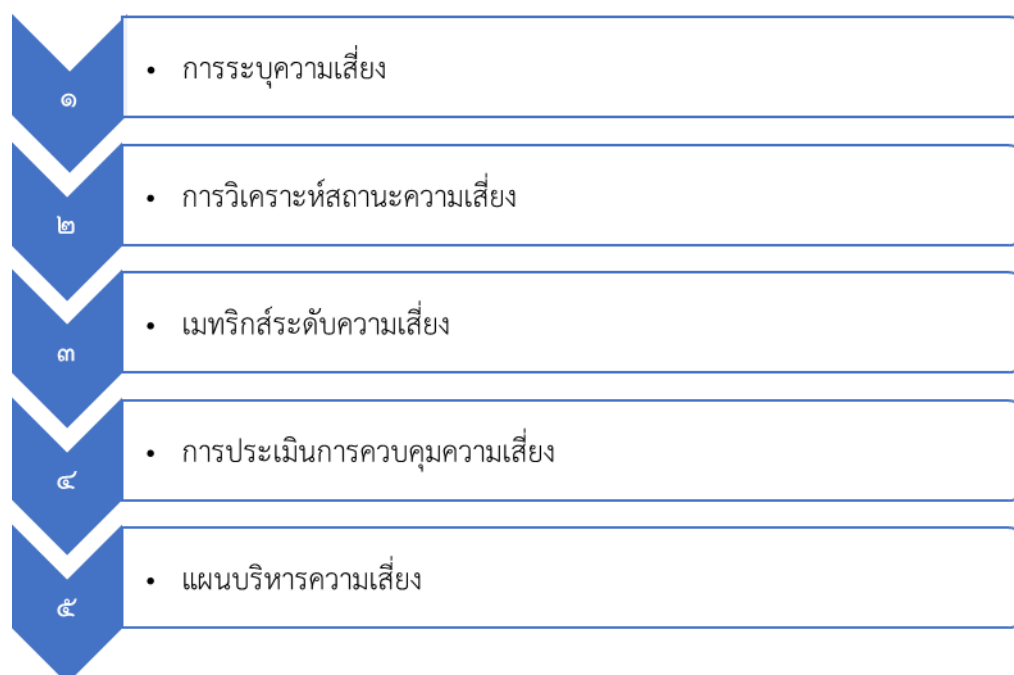 ๑
• การระบุความเสี่ยง
๒
• การวิเคราะห์สถานะความเสี่ยง
๓
• เมทริกส์ระดับความเสี่ยง
๔
• การประเมินการควบคุมความเสี่ยง
๕
• แผนบริหารความเสี่ยง